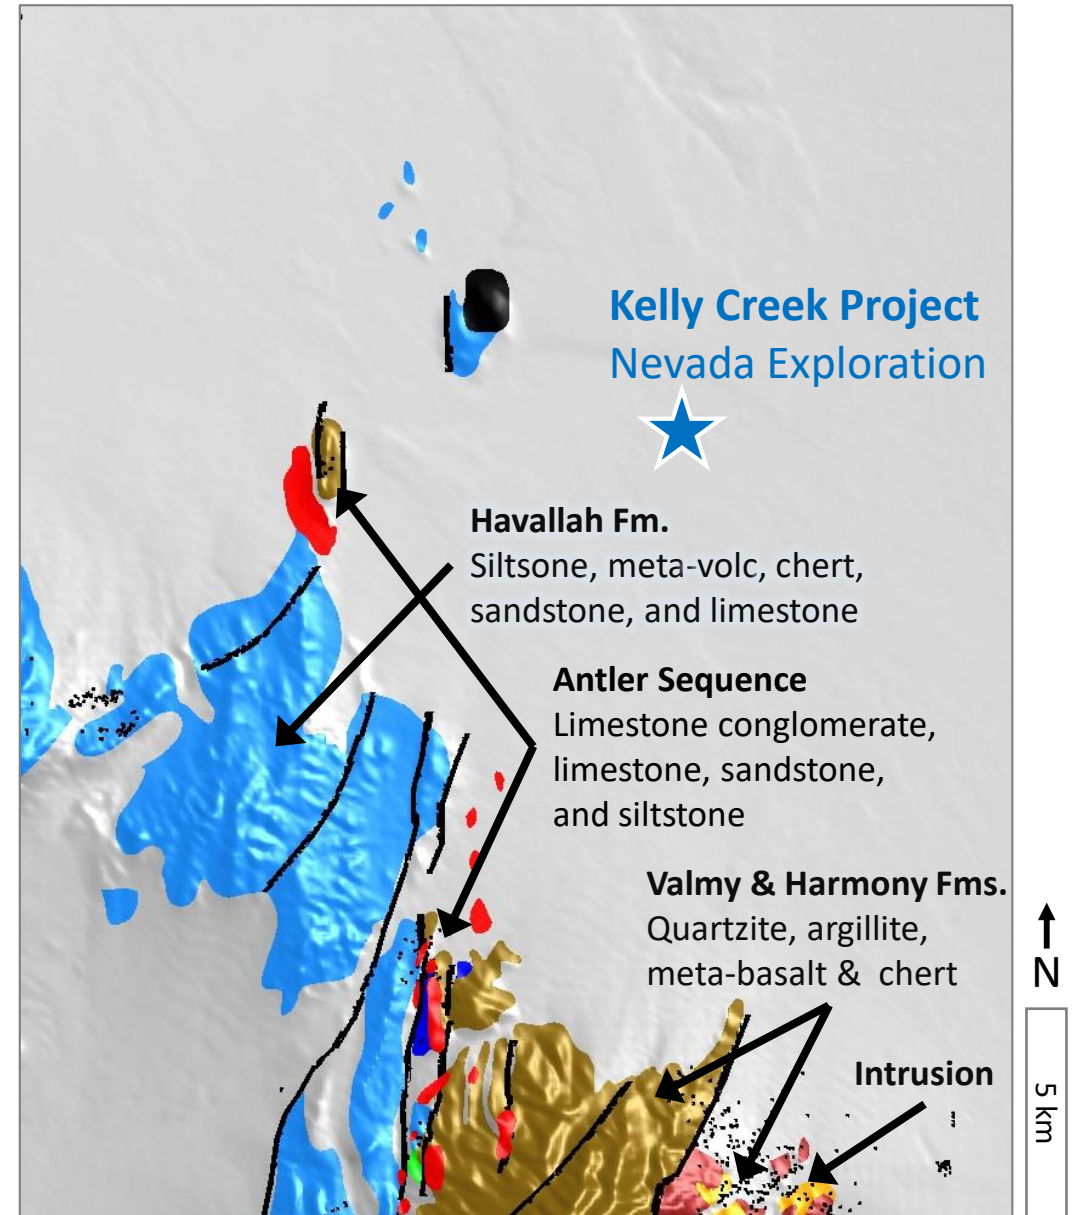 Kelly Creek Project
Nevada Exploration
Havallah Fm.
Siltsone, meta-volc, chert,
sandstone, and limestone
Antler Sequence
Limestone conglomerate,
limestone, sandstone,
and siltstone
Valmy & Harmony Fms.
Quartzite, argillite,
meta-basalt & chert
Intrusion
N
5 km